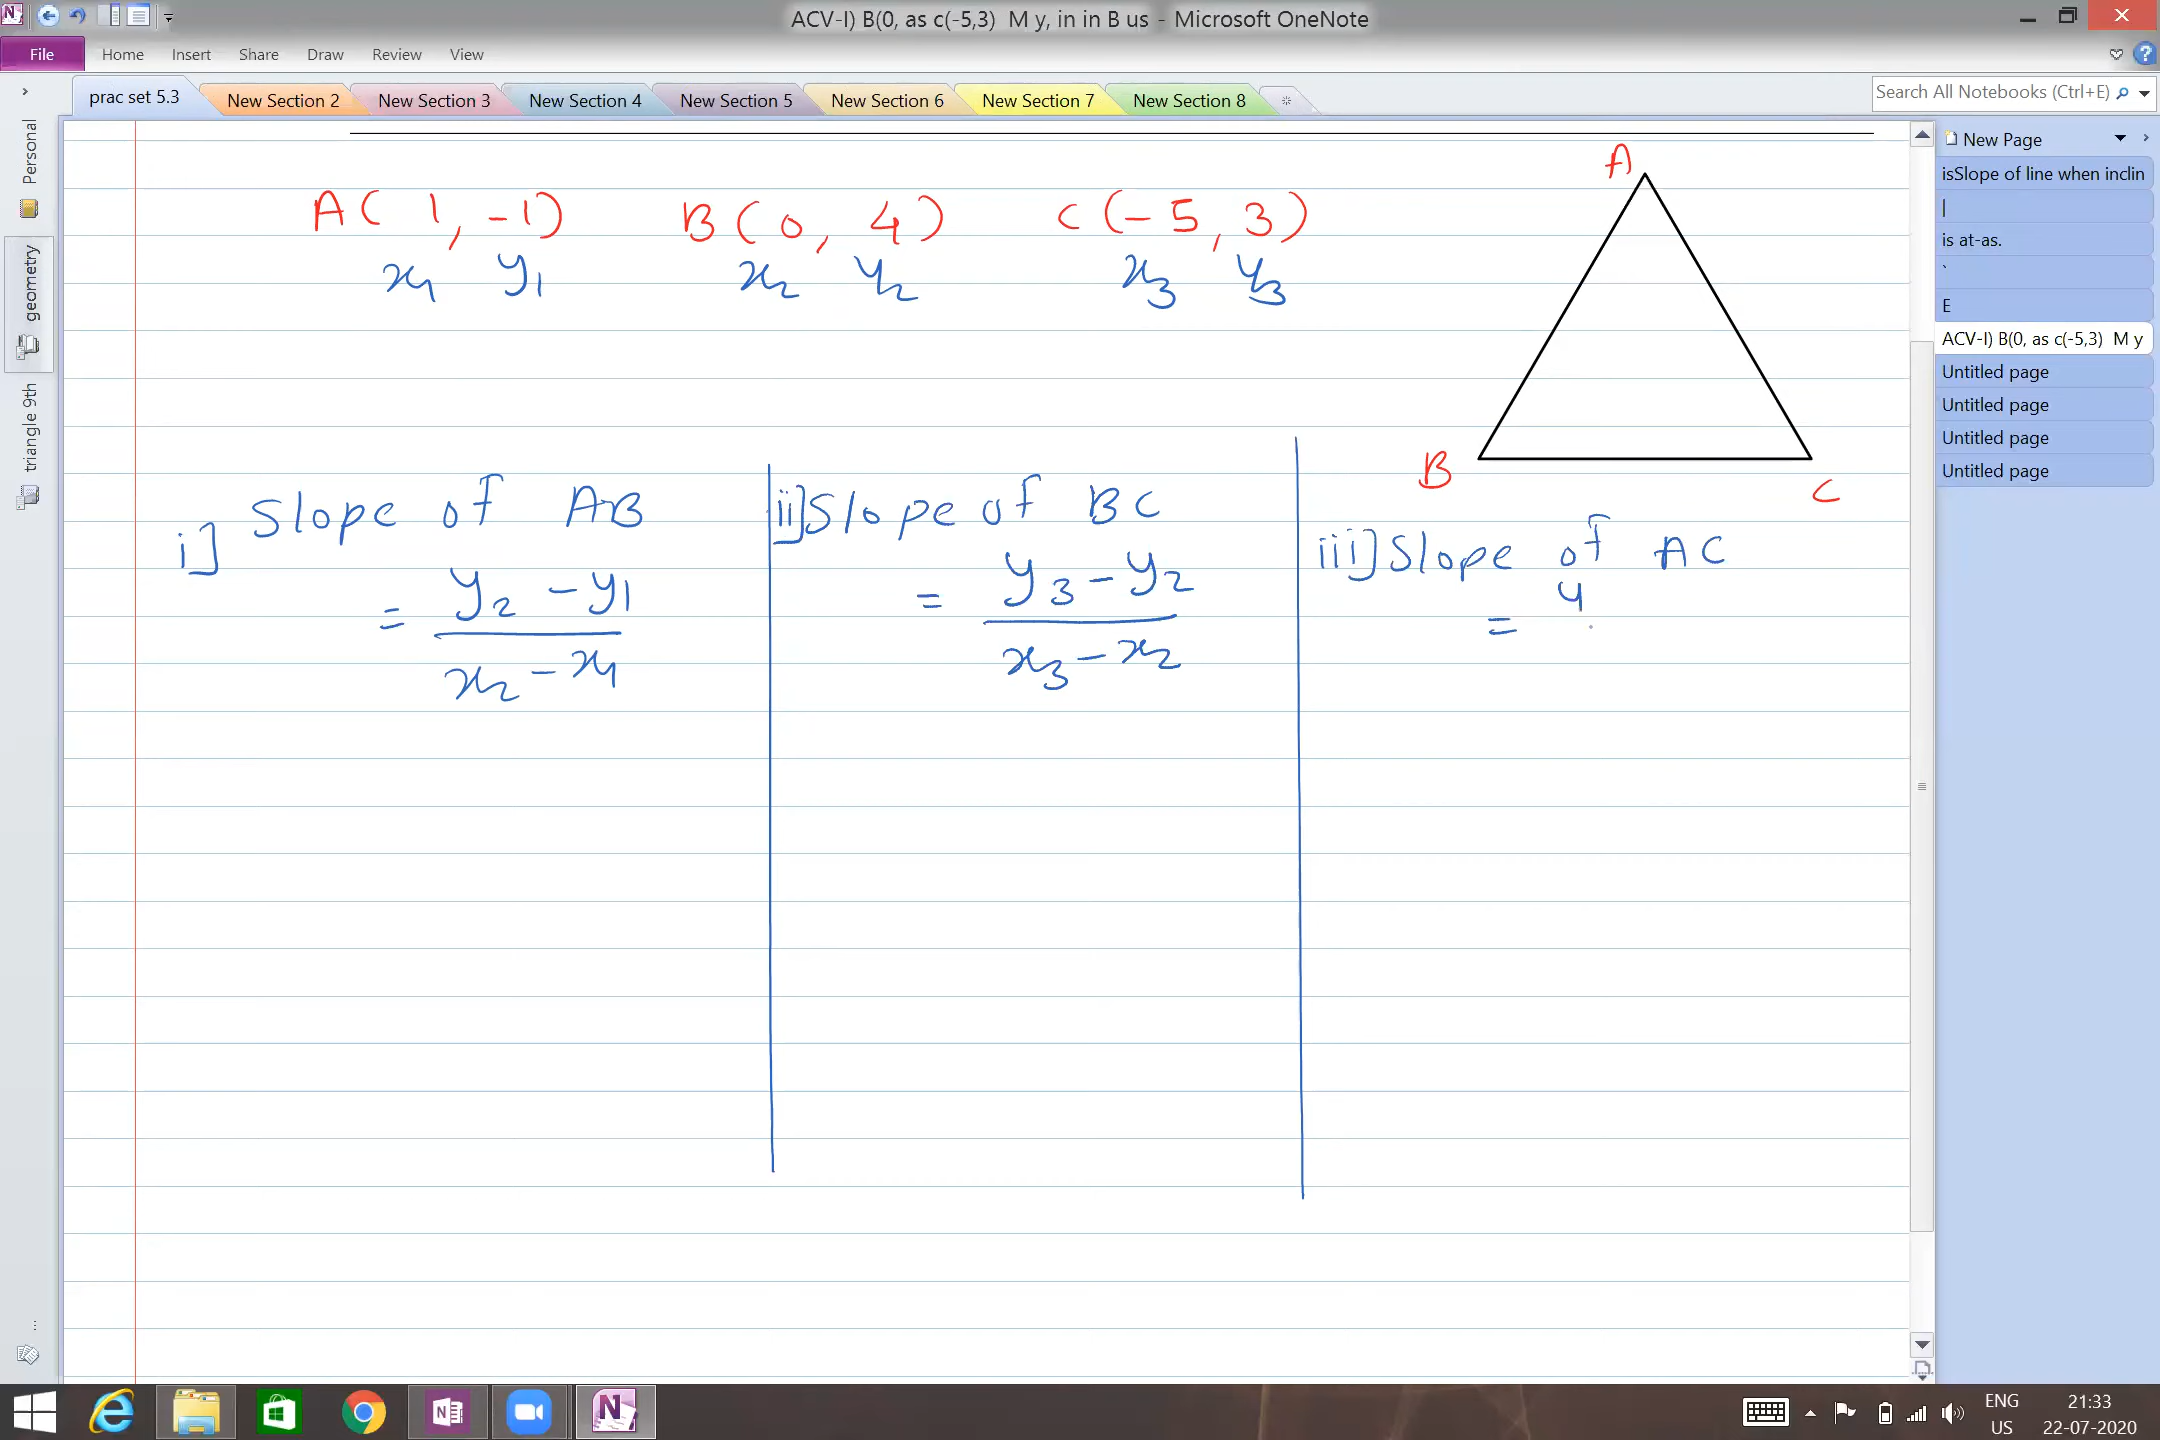 ACV-I) B(0, as c(-5,3)  M y, in in B us - Microsoft OneNote
File Home Insert Share Draw Review View
prac set 5.3 New Section 2 New Section 3 New Section 4 New Section 5 New Section 6 New Section 7 New Section 8
Search All Notebooks (Ctrl+E)
Personal
geometry
triangle 9th
A( 1, -1) B(0, 4) C(-5, 3)
x1 y1 x2 y2 x3 y3
A
B
C
i] Slope of AB
= y2 - y1
x2 - x1
ii] Slope of BC
= y3 - y2
x3 - x2
iii] Slope of AC
= y
New Page
isSlope of line when inclin
|
is at-as.
`
E
ACV-I) B(0, as c(-5,3)  M y
Untitled page
Untitled page
Untitled page
Untitled page
ENG 21:33
US 22-07-2020